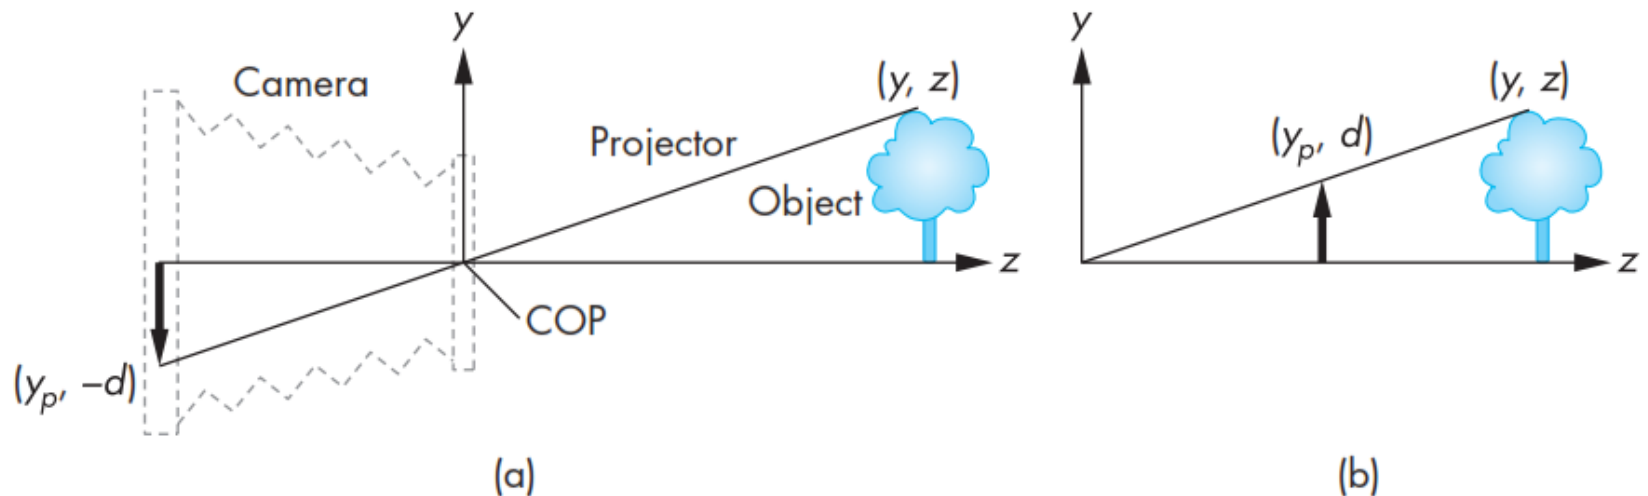 y
Camera
(y, z)
Projector
Object
z
COP
(yₚ, –d)
(a)
y
(y, z)
(yₚ, d)
z
(b)